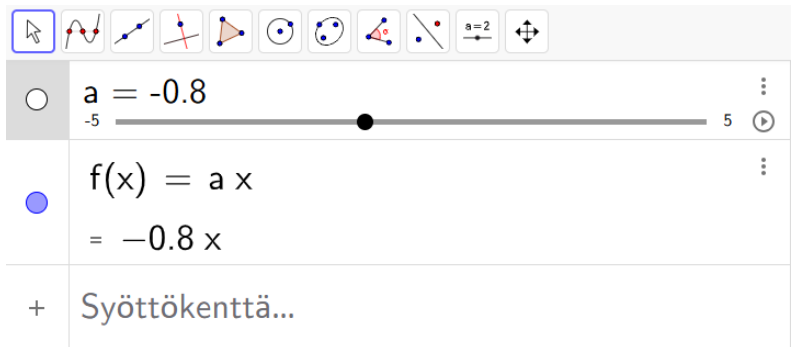 a=2
a = -0.8
-5 5
f(x) = a x
= −0.8 x
+ Syöttökenttä...